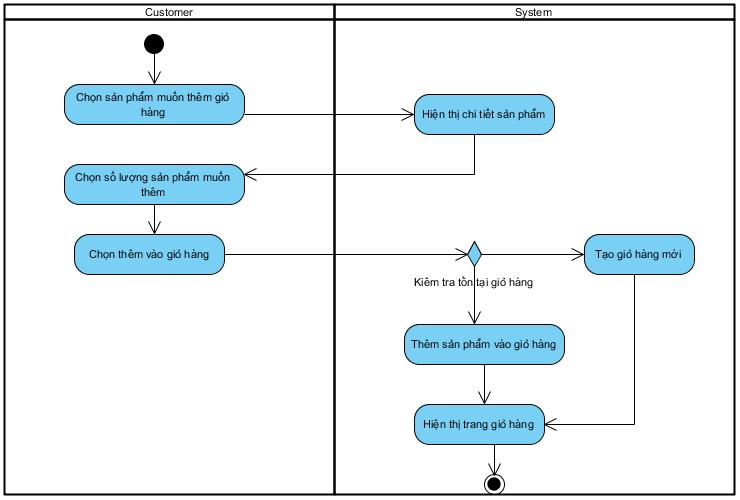 Customer
System
Chọn sản phẩm muốn thêm giỏ
hàng
Hiện thị chi tiết sản phẩm
Chọn số lượng sản phẩm muốn
thêm
Chọn thêm vào giỏ hàng
Tạo giỏ hàng mới
Kiêm tra tồn tại giỏ hàng
Thêm sản phẩm vào giỏ hàng
Hiện thị trang giỏ hàng